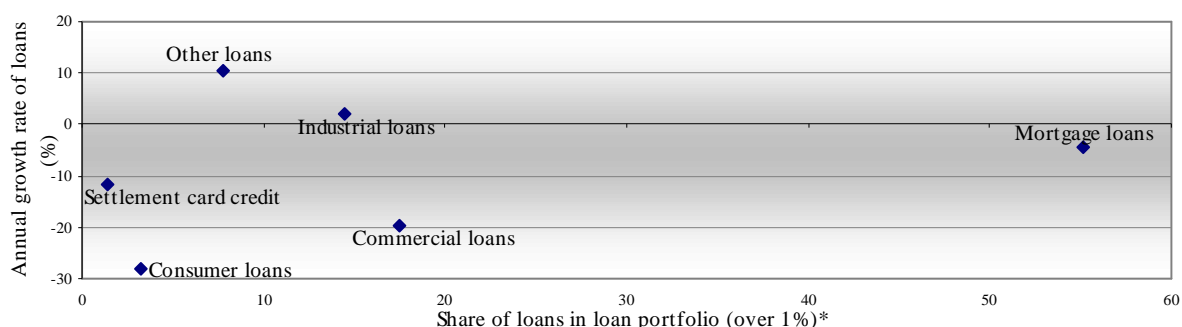 Annual growth rate of loans
(%)
20
10
0
-10
-20
-30
Other loans
Industrial loans
Mortgage loans
Settlement card credit
Commercial loans
Consumer loans
0 10 20 30 40 50 60
Share of loans in loan portfolio (over 1%)*